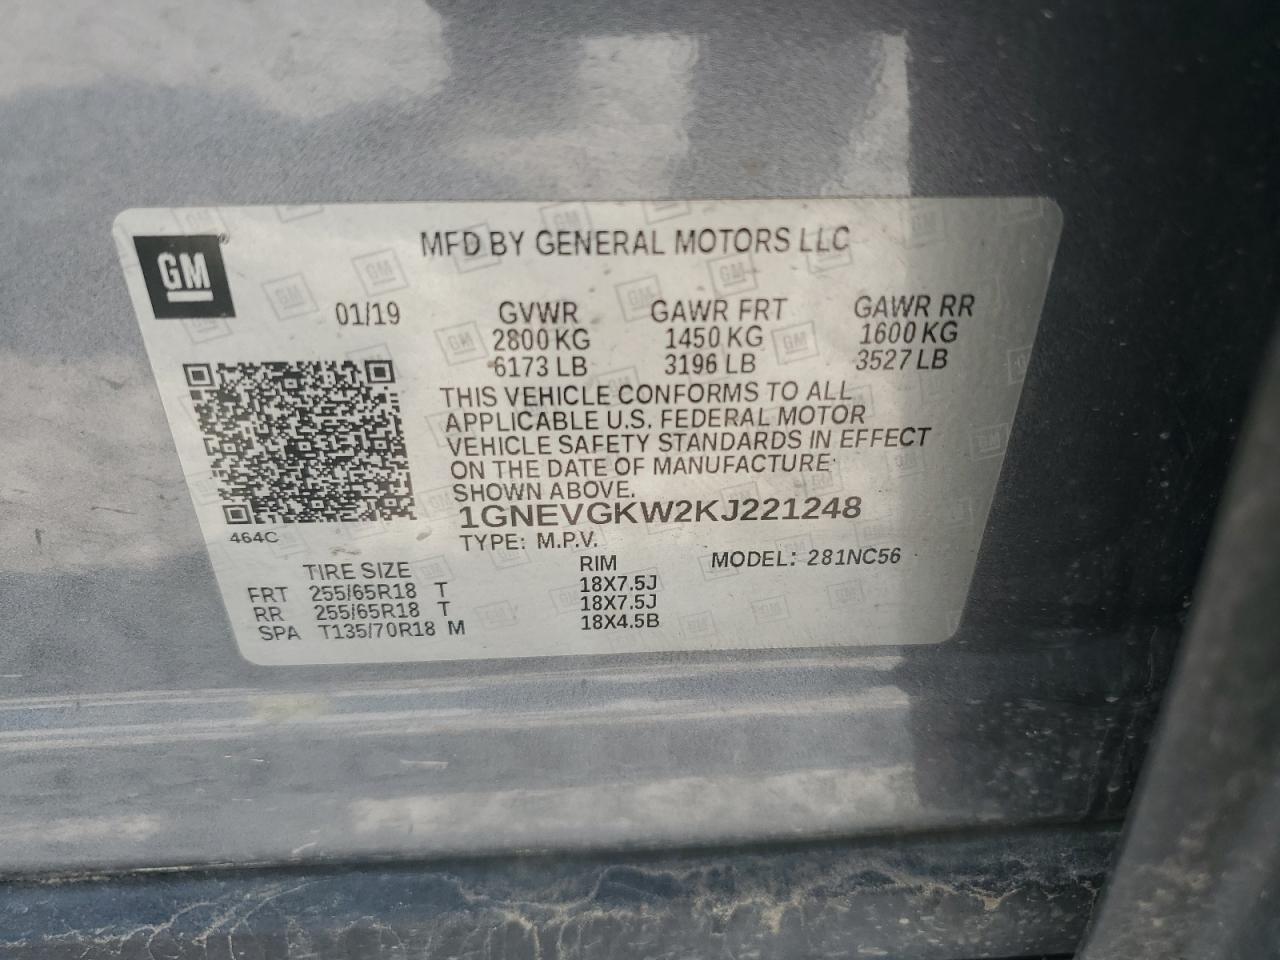 GM
MFD BY GENERAL MOTORS LLC
01/19 GVWR GAWR FRT GAWR RR
2800 KG 1450 KG 1600 KG
6173 LB 3196 LB 3527 LB
THIS VEHICLE CONFORMS TO ALL
APPLICABLE U.S. FEDERAL MOTOR
VEHICLE SAFETY STANDARDS IN EFFECT
ON THE DATE OF MANUFACTURE
SHOWN ABOVE.
1GNEVGKW2KJ221248
464C
TYPE: M.P.V. MODEL: 281NC56
TIRE SIZE RIM
FRT 255/65R18 T 18X7.5J
RR 255/65R18 T 18X7.5J
SPA T135/70R18 M 18X4.5B